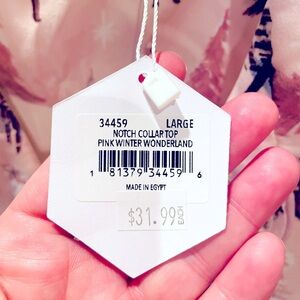 34459 LARGE
NOTCH COLLAR TOP
PINK WINTER WONDERLAND
1 81379 34459 6
MADE IN EGYPT
$31.99